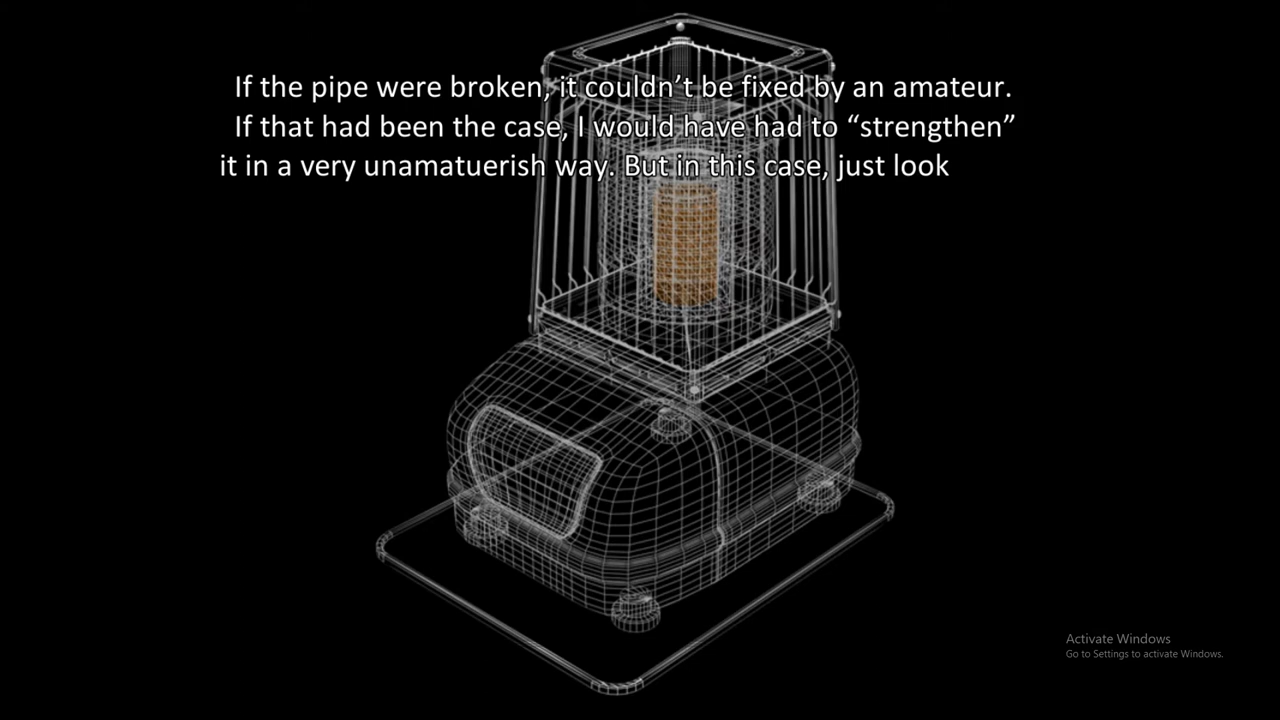 If the pipe were broken, it couldn’t be fixed by an amateur.
If that had been the case, I would have had to “strengthen”
it in a very unamatuerish way. But in this case, just look
Activate Windows
Go to Settings to activate Windows.